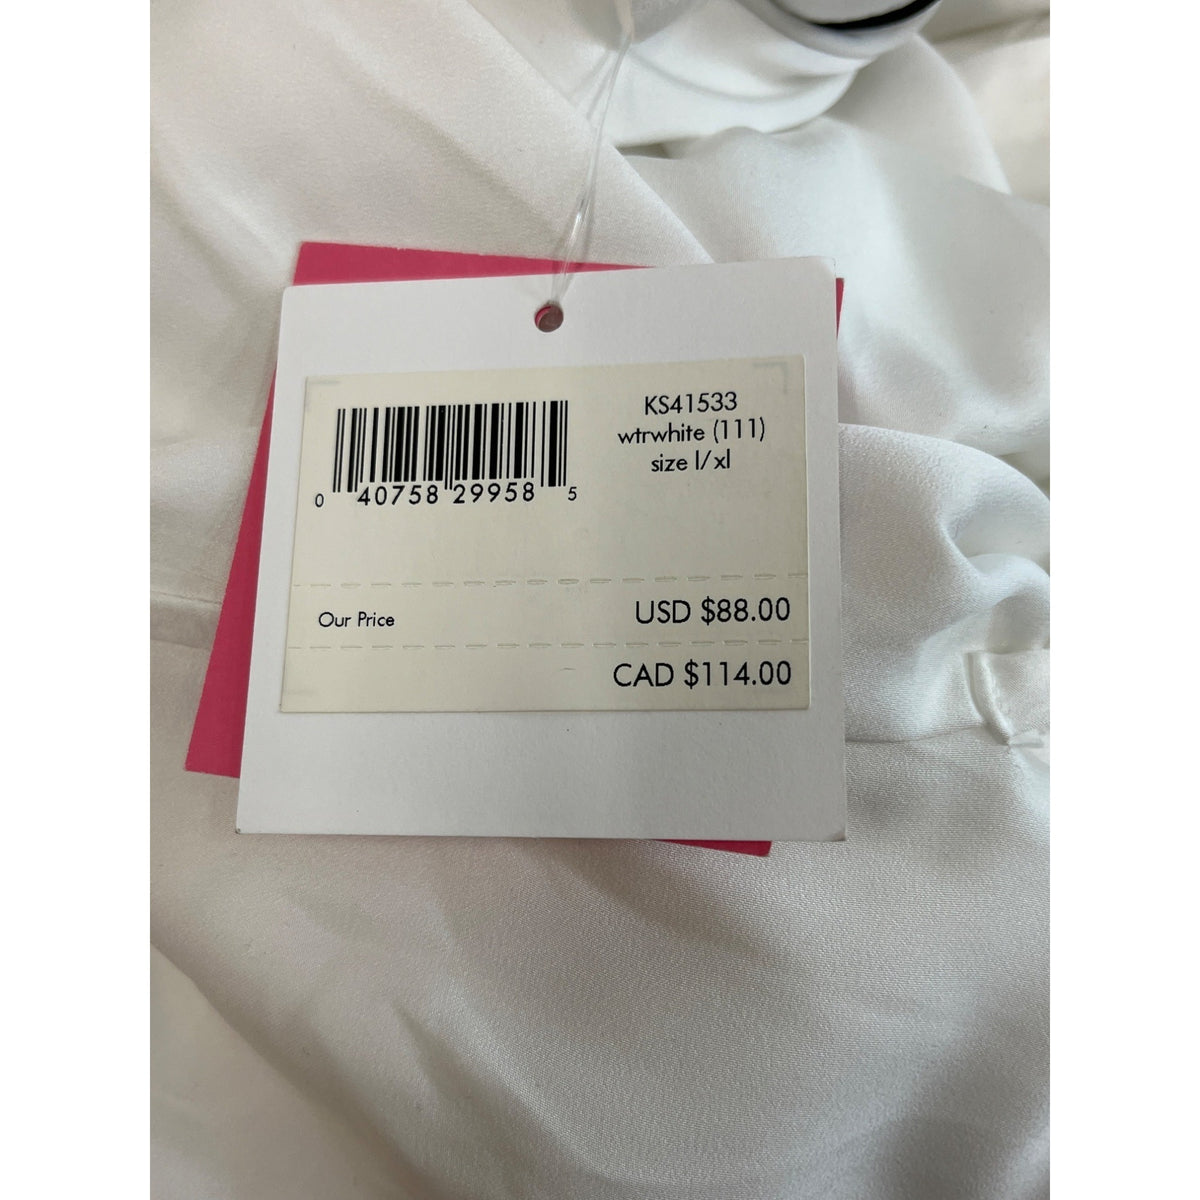 KS41533
wtrwhite (111)
size l/xl
0 40758 29958 5
Our Price USD $88.00
CAD $114.00